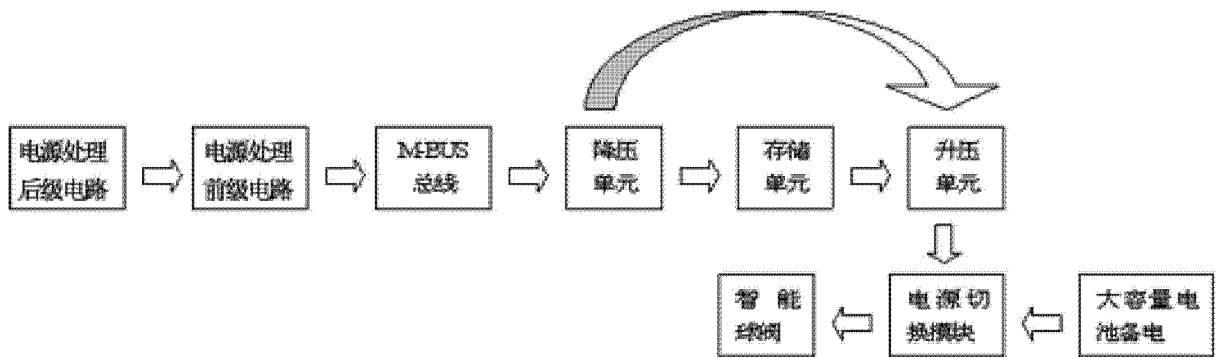 电源处理
后级电路
电源处理
前级电路
M-BUS
总线
降压
单元
存储
单元
升压
单元
智能
球阀
电源切
换模块
大容量电
池备电